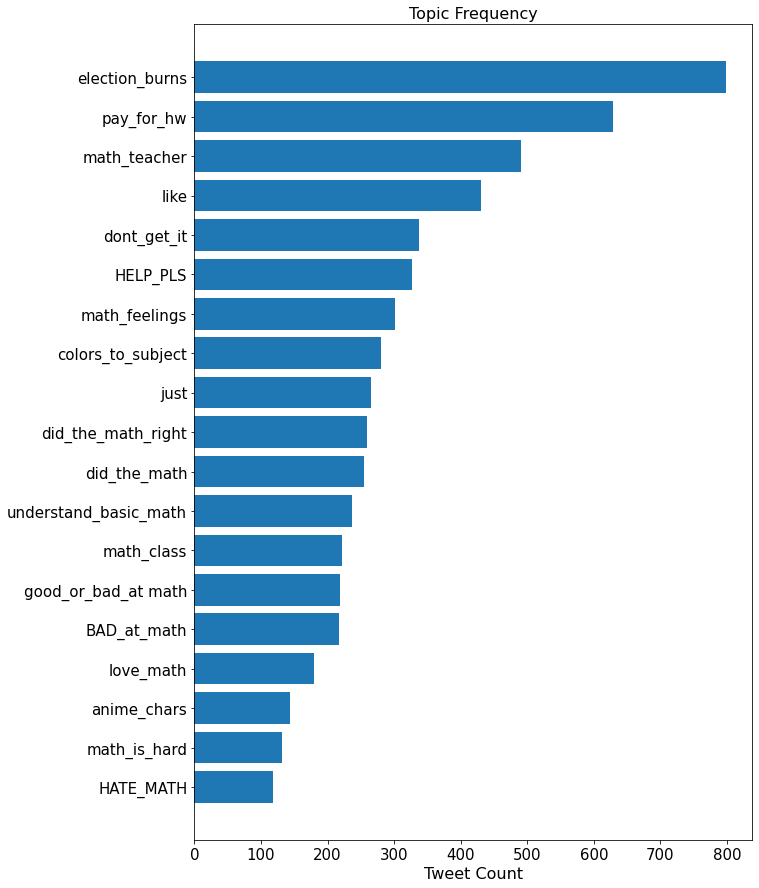 Topic Frequency
election_burns
pay_for_hw
math_teacher
like
dont_get_it
HELP_PLS
math_feelings
colors_to_subject
just
did_the_math_right
did_the_math
understand_basic_math
math_class
good_or_bad_at math
BAD_at_math
love_math
anime_chars
math_is_hard
HATE_MATH
0 100 200 300 400 500 600 700 800
Tweet Count